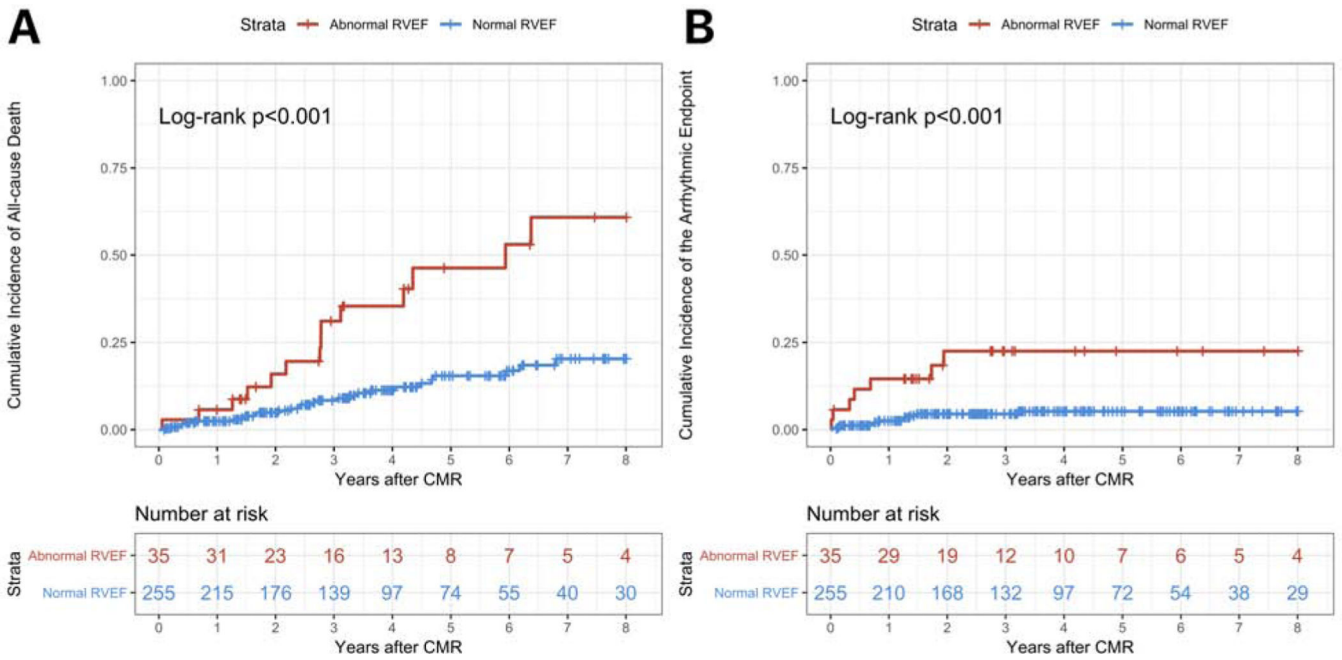 A
Strata Abnormal RVEF Normal RVEF
Cumulative Incidence of All-cause Death
1.00
0.75
0.50
0.25
0.00
Log-rank p<0.001
0 1 2 3 4 5 6 7 8
Years after CMR
Number at risk
Strata
Abnormal RVEF 35 31 23 16 13 8 7 5 4
Normal RVEF 255 215 176 139 97 74 55 40 30
0 1 2 3 4 5 6 7 8
Years after CMR
B
Strata Abnormal RVEF Normal RVEF
Cumulative Incidence of the Arrhythmic Endpoint
1.00
0.75
0.50
0.25
0.00
Log-rank p<0.001
0 1 2 3 4 5 6 7 8
Years after CMR
Number at risk
Strata
Abnormal RVEF 35 29 19 12 10 7 6 5 4
Normal RVEF 255 210 168 132 97 72 54 38 29
0 1 2 3 4 5 6 7 8
Years after CMR